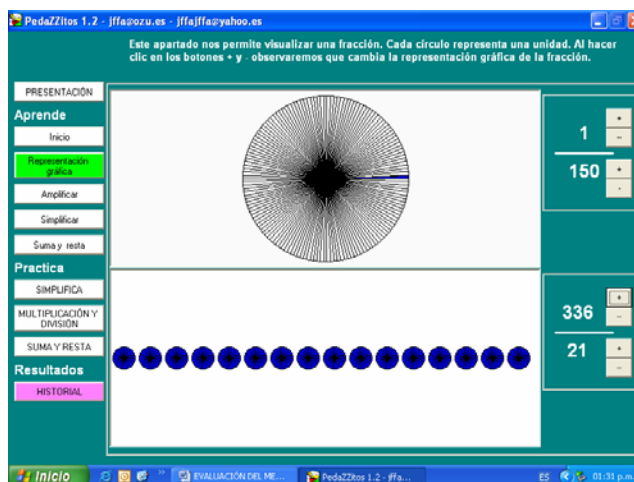 PedaZZitos 1.2 - jffa@ozu.es - jffajffa@yahoo.es
Este apartado nos permite visualizar una fracción. Cada círculo representa una unidad. Al hacer
clic en los botones + y - observaremos que cambia la representación gráfica de la fracción.
PRESENTACIÓN
Aprende
Inicio
Representación
gráfica
Amplificar
Simplificar
Suma y resta
Practica
SIMPLIFICA
MULTIPLICACIÓN Y
DIVISIÓN
SUMA Y RESTA
Resultados
HISTORIAL
1
+
-
150
+
-
336
+
-
21
+
-
Inicio
EVALUACIÓN DEL ME...
PedaZZitos 1.2 - jffa...
ES
01:31 p.m.